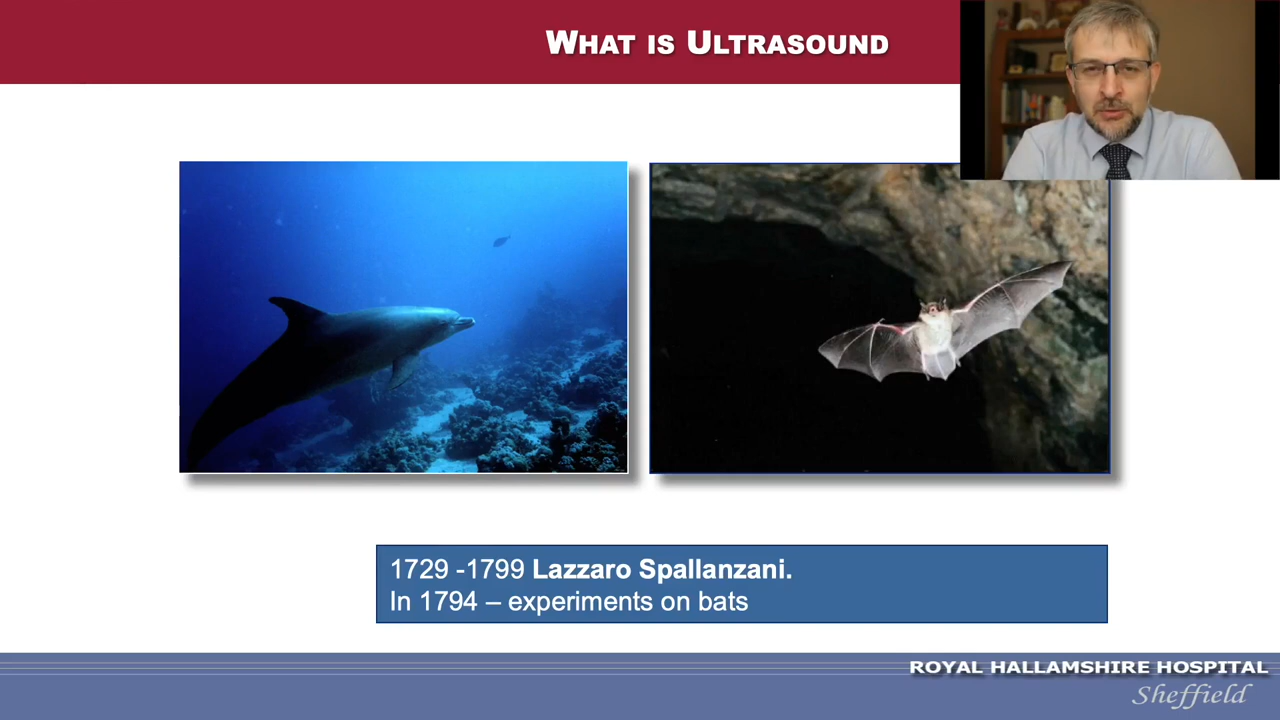 WHAT IS ULTRASOUND
1729 -1799 Lazzaro Spallanzani.
In 1794 – experiments on bats
ROYAL HALLAMSHIRE HOSPITAL
Sheffield